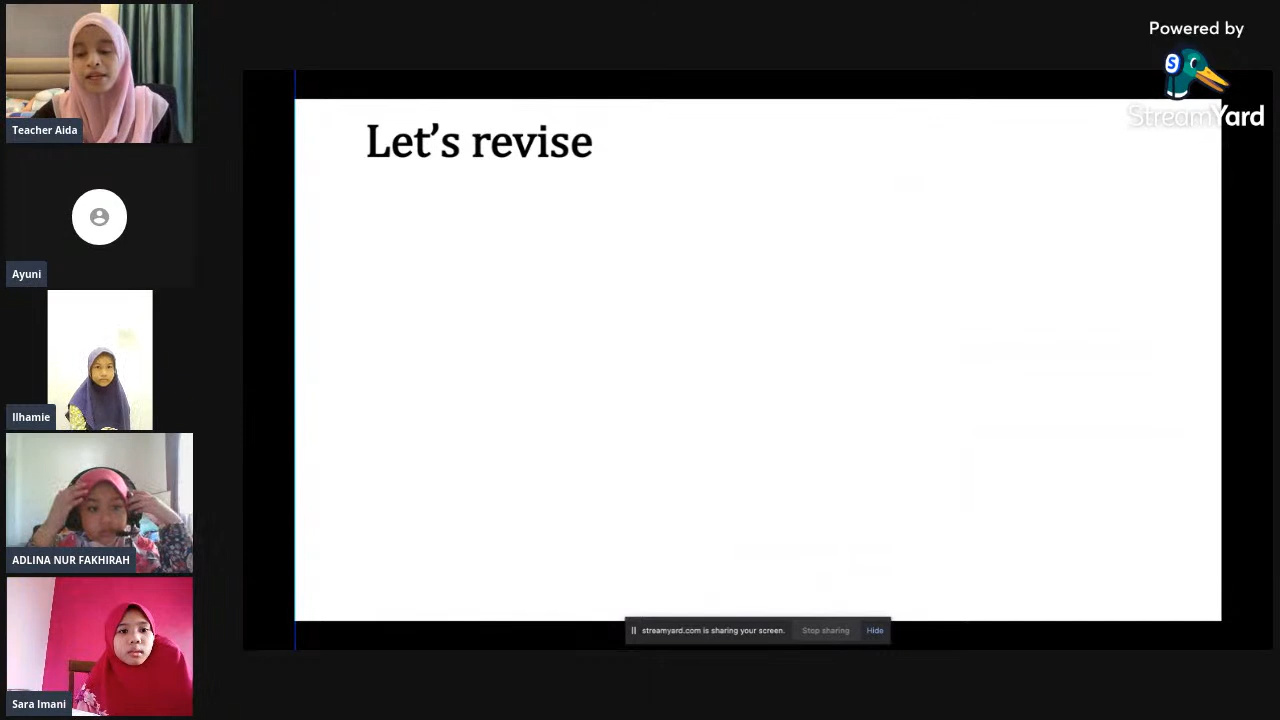 Powered by
StreamYard
Let's revise
Teacher Aida
Ayuni
Ilhamie
ADLINA NUR FAKHIRAH
Sara Imani
streamyard.com is sharing your screen. Stop sharing Hide